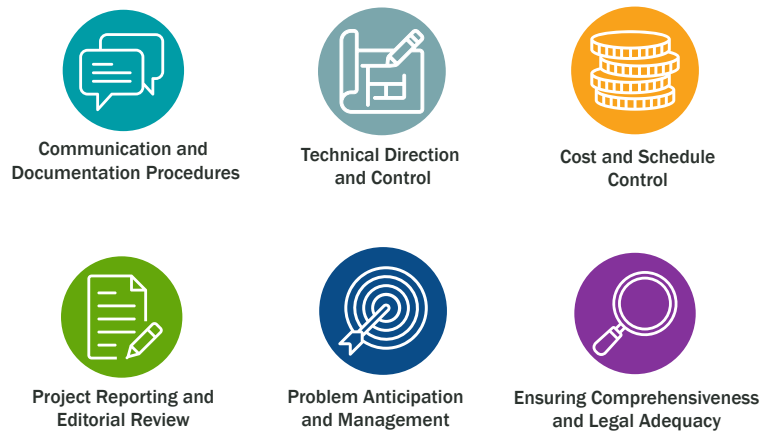 Communication and
Documentation Procedures
Technical Direction
and Control
Cost and Schedule
Control
Project Reporting and
Editorial Review
Problem Anticipation
and Management
Ensuring Comprehensiveness
and Legal Adequacy